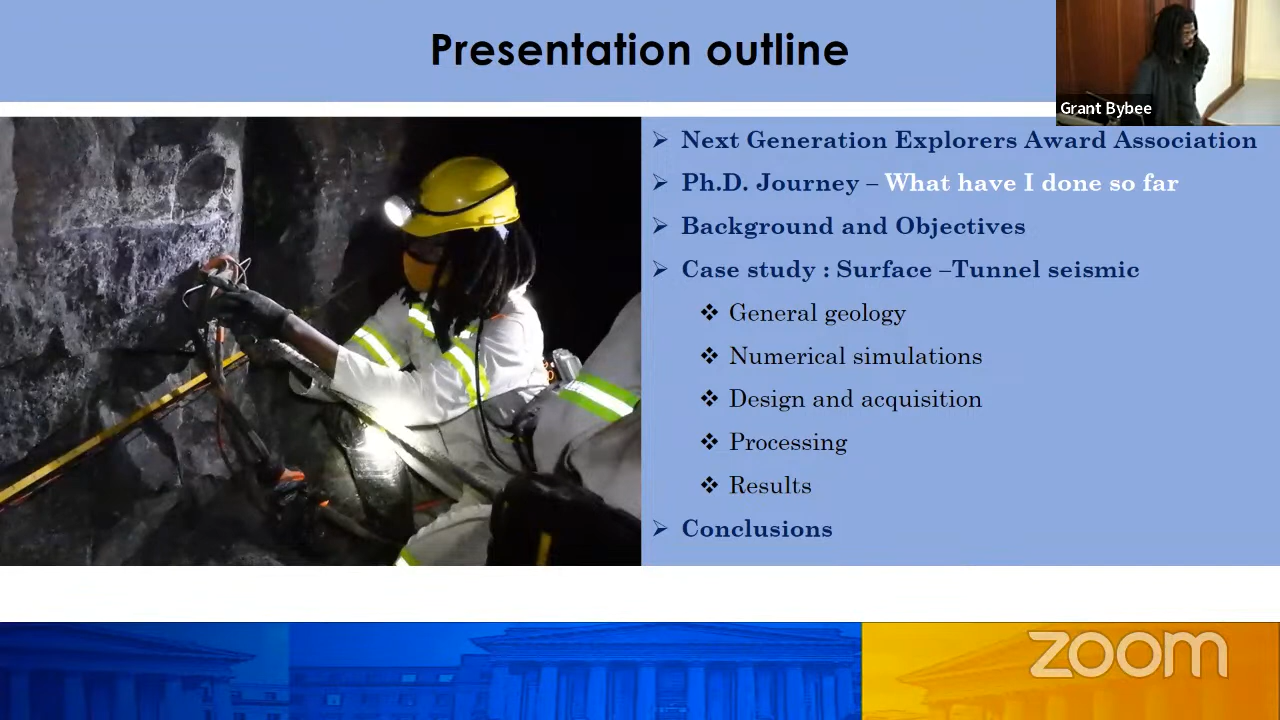 Presentation outline
Grant Bybee
Next Generation Explorers Award Association
Ph.D. Journey – What have I done so far
Background and Objectives
Case study : Surface –Tunnel seismic
General geology
Numerical simulations
Design and acquisition
Processing
Results
Conclusions
zoom